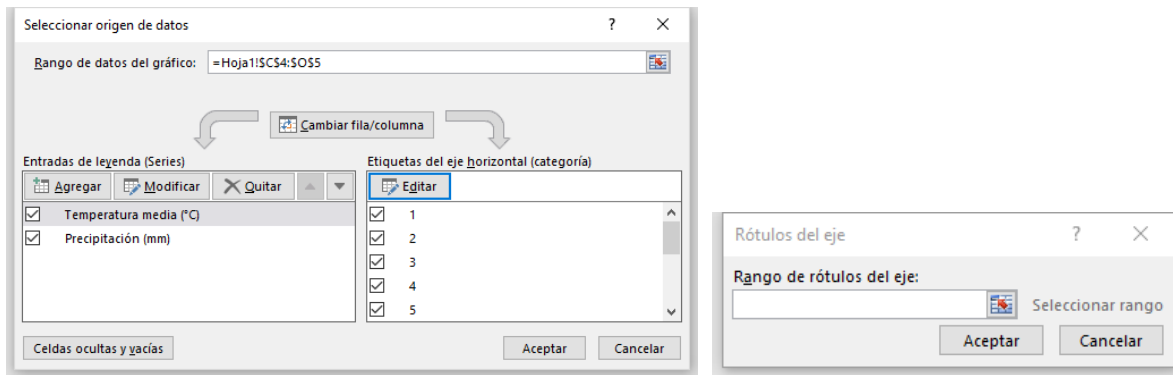 Seleccionar origen de datos ? ×
Rango de datos del gráfico: =Hoja1!$C$4:$O$5
Cambiar fila/columna
Entradas de leyenda (Series)
Agregar Modificar Quitar
Temperatura media (°C)
Precipitación (mm)
Etiquetas del eje horizontal (categoría)
Editar
1
2
3
4
5
Celdas ocultas y vacías Aceptar Cancelar
Rótulos del eje ? ×
Rango de rótulos del eje:
Seleccionar rango
Aceptar Cancelar